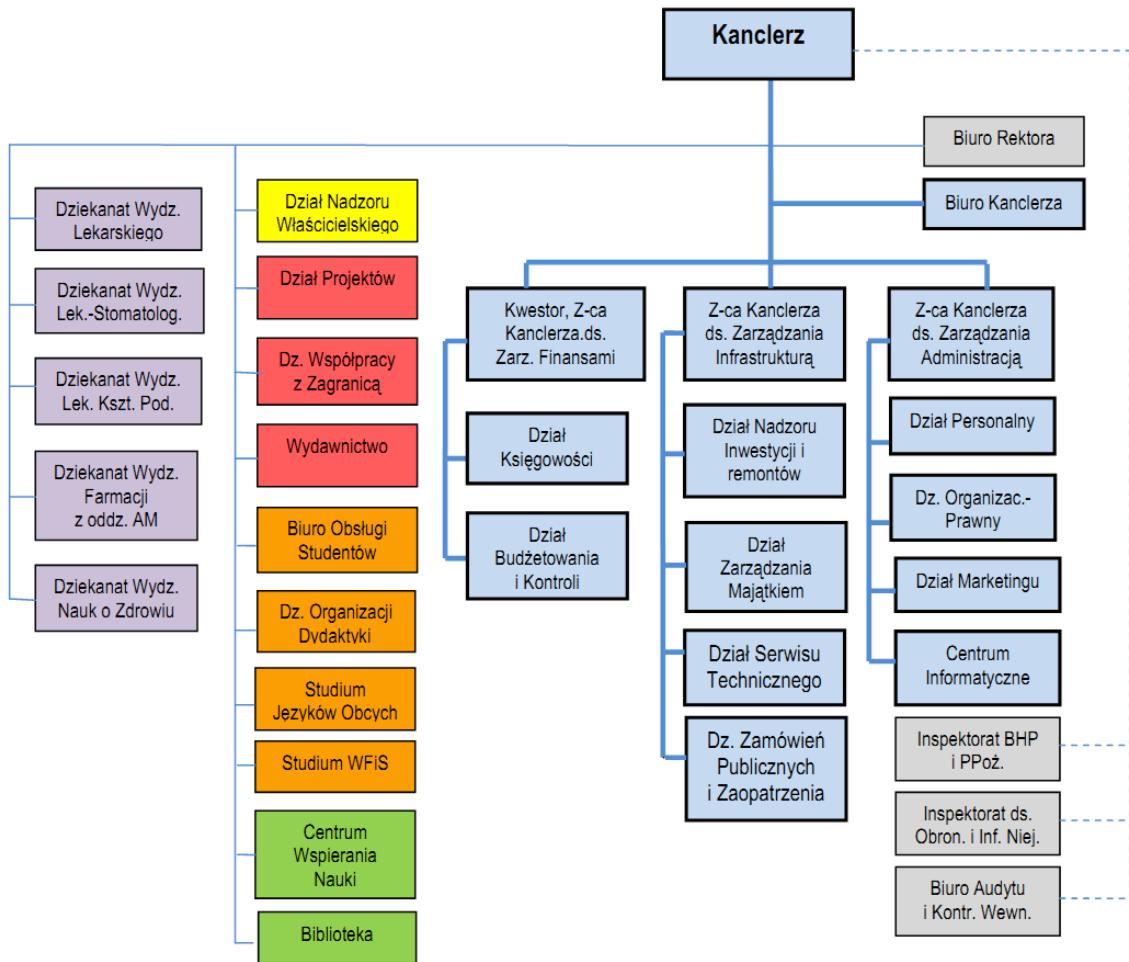 Kanclerz
Biuro Rektora
Biuro Kanclerza
Dziekanat Wydz.
Lekarskiego
Dziekanat Wydz.
Lek.-Stomatolog.
Dziekanat Wydz.
Lek. Kszt. Pod.
Dziekanat Wydz.
Farmacji
z oddz. AM
Dziekanat Wydz.
Nauk o Zdrowiu
Dział Nadzoru
Właścicielskiego
Dział Projektów
Dz. Współpracy
z Zagranicą
Wydawnictwo
Biuro Obsługi
Studentów
Dz. Organizacji
Dydaktyki
Studium
Języków Obcych
Studium WFiS
Centrum
Wspierania
Nauki
Biblioteka
Kwestor, Z-ca
Kanclerza.ds.
Zarz. Finansami
Dział
Księgowości
Dział
Budżetowania
i Kontroli
Z-ca Kanclerza
ds. Zarządzania
Infrastrukturą
Dział Nadzoru
Inwestycji i
remontów
Dział
Zarządzania
Majątkiem
Dział Serwisu
Technicznego
Dz. Zamówień
Publicznych
i Zaopatrzenia
Z-ca Kanclerza
ds. Zarządzania
Administracją
Dział Personalny
Dz. Organizac.-
Prawny
Dział Marketingu
Centrum
Informatyczne
Inspektorat BHP
i PPoż.
Inspektorat ds.
Obron. i Inf. Niej.
Biuro Audytu
i Kontr. Wewn.